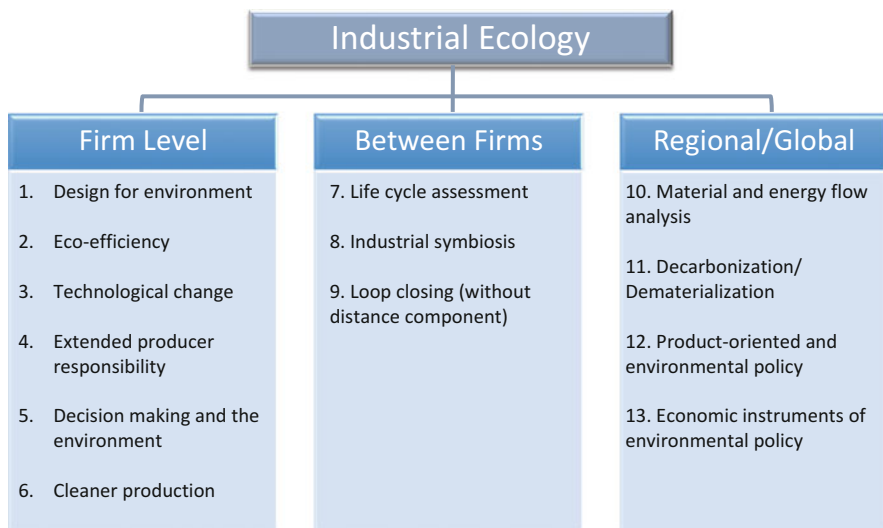 Industrial Ecology
Firm Level
1. Design for environment
2. Eco-efficiency
3. Technological change
4. Extended producer
responsibility
5. Decision making and the
environment
6. Cleaner production
Between Firms
7. Life cycle assessment
8. Industrial symbiosis
9. Loop closing (without
distance component)
Regional/Global
10. Material and energy flow
analysis
11. Decarbonization/
Dematerialization
12. Product-oriented and
environmental policy
13. Economic instruments of
environmental policy